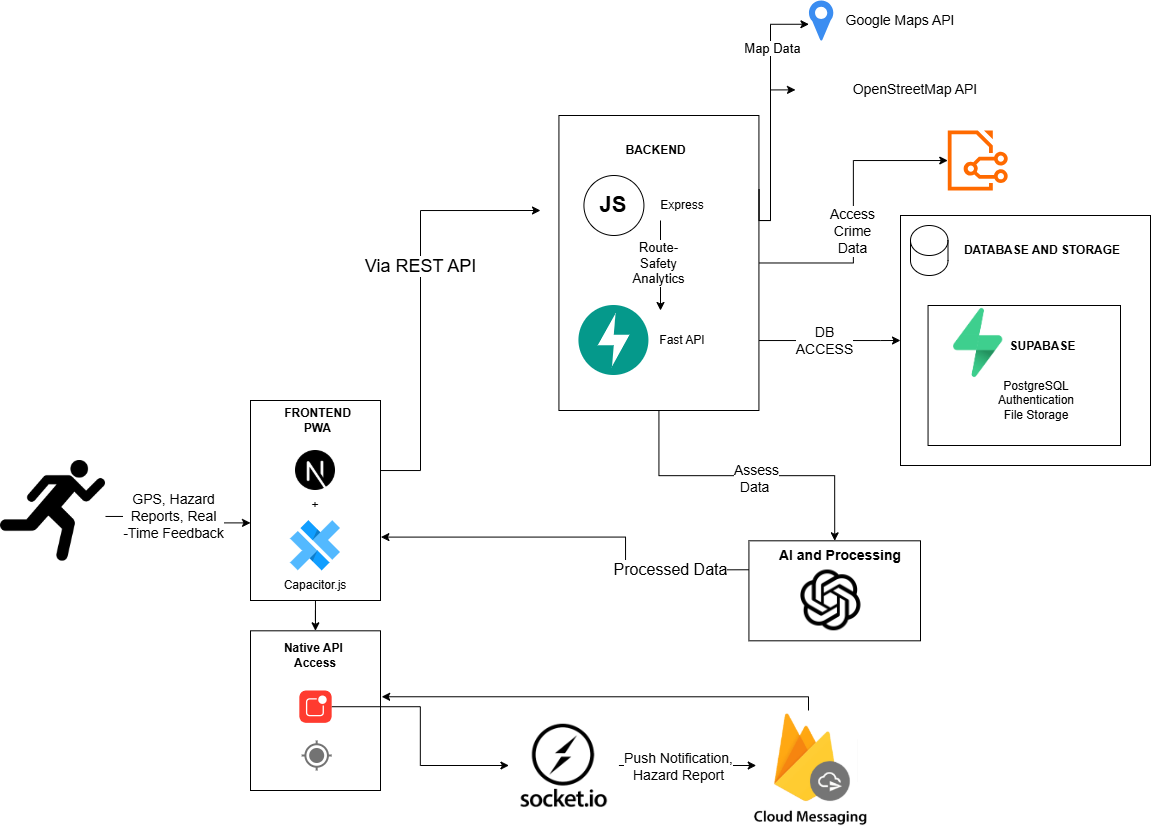 Google Maps API
Map Data
OpenStreetMap API
BACKEND
JS
Express
Route-
Safety
Analytics
Fast API
Access
Crime
Data
DATABASE AND STORAGE
SUPABASE
PostgreSQL
Authentication
File Storage
DB
ACCESS
Via REST API
FRONTEND
PWA
N
+
Capacitor.js
GPS, Hazard
Reports, Real
-Time Feedback
Assess
Data
AI and Processing
Processed Data
Native API
Access
socket.io
Push Notification,
Hazard Report
Cloud Messaging